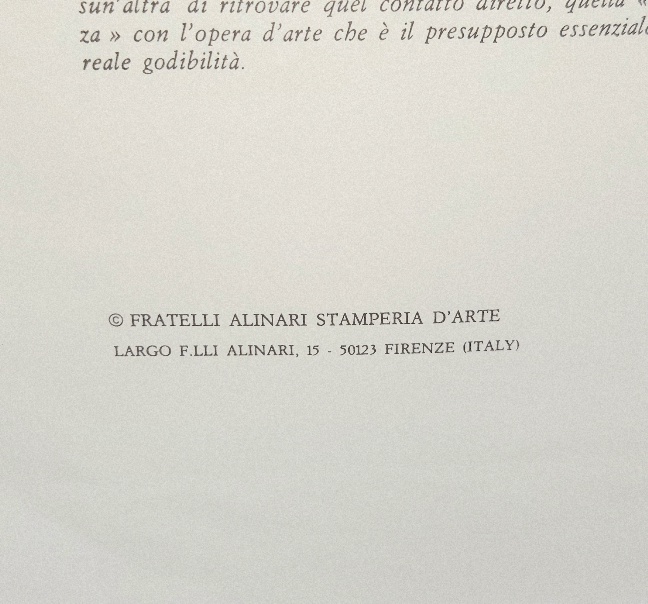 sun'altra di ritrovare quel contatto diretto, quella «
za » con l'opera d'arte che è il presupposto essenziale
reale godibilità.
© FRATELLI ALINARI STAMPERIA D'ARTE
LARGO F.LLI ALINARI, 15 - 50123 FIRENZE (ITALY)